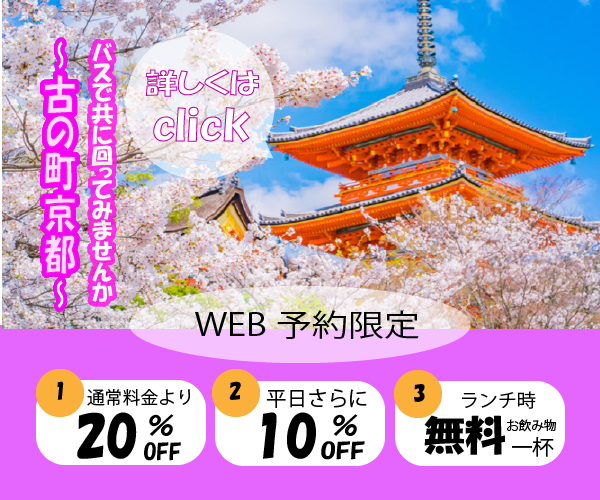 バスで共に回ってみませんか
～古の町京都～
詳しくは
click
WEB 予約限定
1
通常料金より
20%OFF
2
平日さらに
10%OFF
3
ランチ時
無料お飲み物一杯